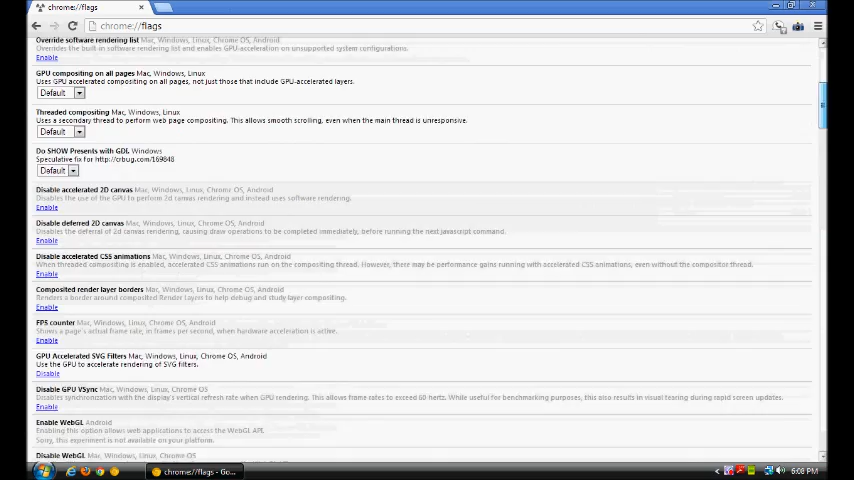 chrome://flags
chrome://flags
Override software rendering list Mac, Windows, Linux, Chrome OS, Android
Overrides the built-in software rendering list and enables GPU-acceleration on unsupported system configurations.
Enable
GPU compositing on all pages Mac, Windows, Linux
Uses GPU accelerated compositing on all pages, not just those that include GPU-accelerated layers.
Default
Threaded compositing Mac, Windows, Linux
Uses a secondary thread to perform web page compositing. This allows smooth scrolling, even when the main thread is unresponsive.
Default
Do SHOW Presents with GDI. Windows
Speculative fix for http://crbug.com/169848
Default
Disable accelerated 2D canvas Mac, Windows, Linux, Chrome OS, Android
Disables the use of the GPU to perform 2d canvas rendering and instead uses software rendering.
Enable
Disable deferred 2D canvas Mac, Windows, Linux, Chrome OS, Android
Disables the deferral of 2d canvas rendering, causing draw operations to be completed immediately, before running the next javascript command.
Enable
Disable accelerated CSS animations Mac, Windows, Linux, Chrome OS, Android
When threaded compositing is enabled, accelerated CSS animations run on the compositing thread. However, there may be performance gains running with accelerated CSS animations, even without the compositor thread.
Enable
Composited render layer borders Mac, Windows, Linux, Chrome OS, Android
Renders a border around composited Render Layers to help debug and study layer compositing.
Enable
FPS counter Mac, Windows, Linux, Chrome OS, Android
Shows a page's actual frame rate, in frames per second, when hardware acceleration is active.
Enable
GPU Accelerated SVG Filters Mac, Windows, Linux, Chrome OS, Android
Use the GPU to accelerate rendering of SVG filters.
Disable
Disable GPU VSync Mac, Windows, Linux, Chrome OS
Disables synchronization with the display's vertical refresh rate when GPU rendering. This allows frame rates to exceed 60 hertz. While useful for benchmarking purposes, this also results in visual tearing during rapid screen updates.
Enable
Enable WebGL Android
Enabling this option allows web applications to access the WebGL API.
Sorry, this experiment is not available on your platform.
Disable WebGL Mac, Windows, Linux, Chrome OS
chrome://flags - Go...
6:08 PM